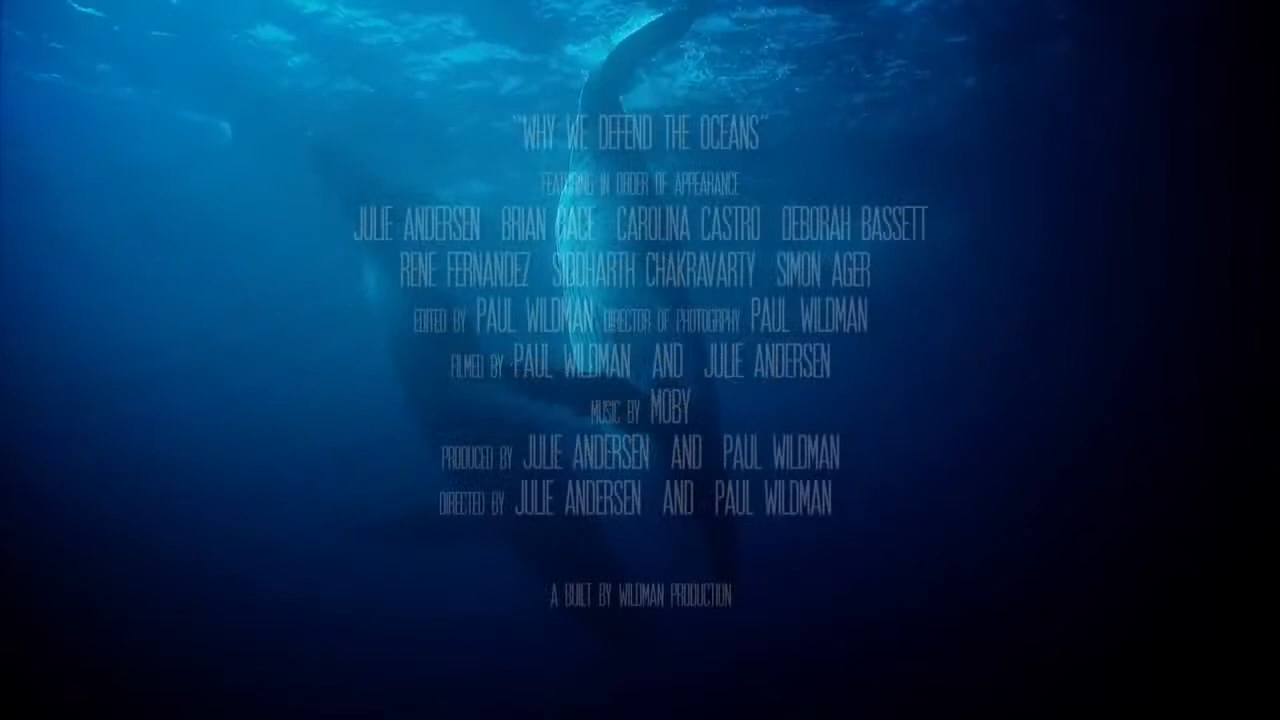 "WHY WE DEFEND THE OCEANS"
FEATURING IN ORDER OF APPEARANCE
JULIE ANDERSEN BRIAN RACE CAROLINA CASTRO DEBORAH BASSETT
RENE FERNANDEZ SIDDHARTH CHAKRAVARTY SIMON AGER
EDITED BY PAUL WILDMAN DIRECTOR OF PHOTOGRAPHY PAUL WILDMAN
FILMED BY PAUL WILDMAN AND JULIE ANDERSEN
MUSIC BY MOBY
PRODUCED BY JULIE ANDERSEN AND PAUL WILDMAN
DIRECTED BY JULIE ANDERSEN AND PAUL WILDMAN
A BUILT BY WILDMAN PRODUCTION